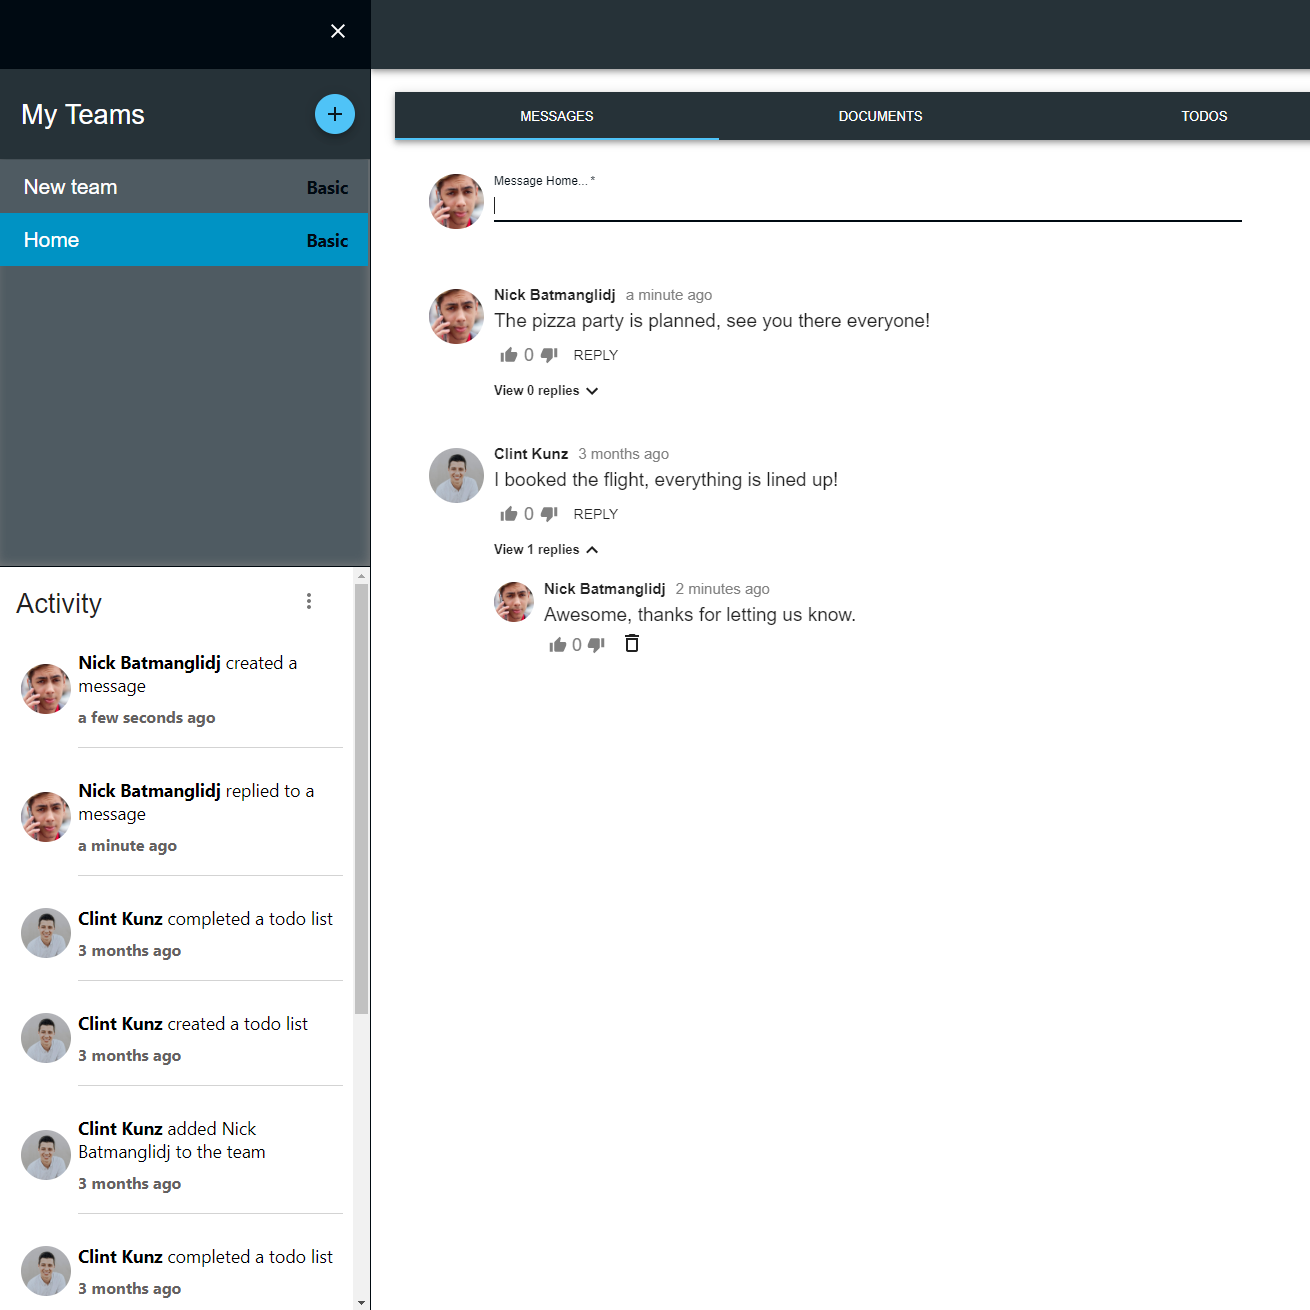 My Teams
New team Basic
Home Basic
Activity
Nick Batmanglidj created a
message
a few seconds ago
Nick Batmanglidj replied to a
message
a minute ago
Clint Kunz completed a todo list
3 months ago
Clint Kunz created a todo list
3 months ago
Clint Kunz added Nick
Batmanglidj to the team
3 months ago
Clint Kunz completed a todo list
3 months ago
MESSAGES DOCUMENTS TODOS
Message Home... *
Nick Batmanglidj a minute ago
The pizza party is planned, see you there everyone!
0 REPLY
View 0 replies
Clint Kunz 3 months ago
I booked the flight, everything is lined up!
0 REPLY
View 1 replies
Nick Batmanglidj 2 minutes ago
Awesome, thanks for letting us know.
0